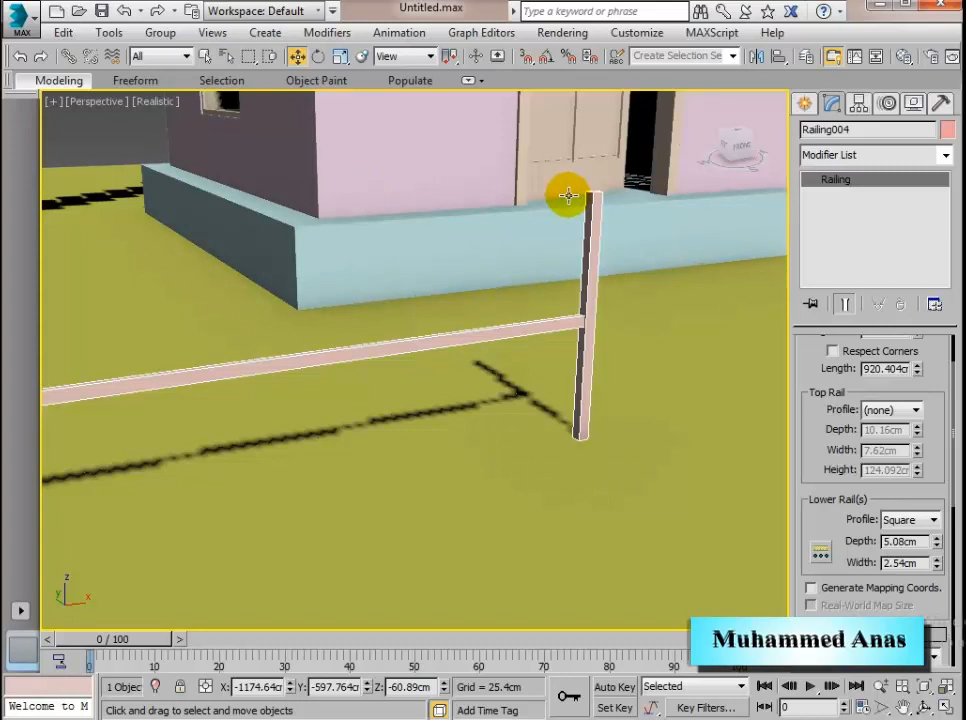 MAX
Workspace: Default
Untitled.max
Type a keyword or phrase
Edit Tools Group Views Create Modifiers Animation Graph Editors Rendering Customize MAXScript Help
All
View
Create Selection Se
Modeling Freeform Selection Object Paint Populate
[+] [Perspective] [Realistic]
Railing004
Modifier List
Railing
Respect Corners
Length: 920.404cm
Top Rail
Profile: (none)
Depth: 10.16cm
Width: 7.62cm
Height: 124.092cm
Lower Rail(s)
Profile: Square
Depth: 5.08cm
Width: 2.54cm
Generate Mapping Coords.
Real-World Map Size
FRONT
z
y
x
Muhammed Anas
0 / 100
0 10 20 30 40 50 60 70 80 90
1 Objec
X: -1174.64c
Y: -597.764c
Z: -60.89cm
Grid = 25.4cm
Auto Key
Selected
Welcome to M
Click and drag to select and move objects
Add Time Tag
Set Key
Key Filters...
0